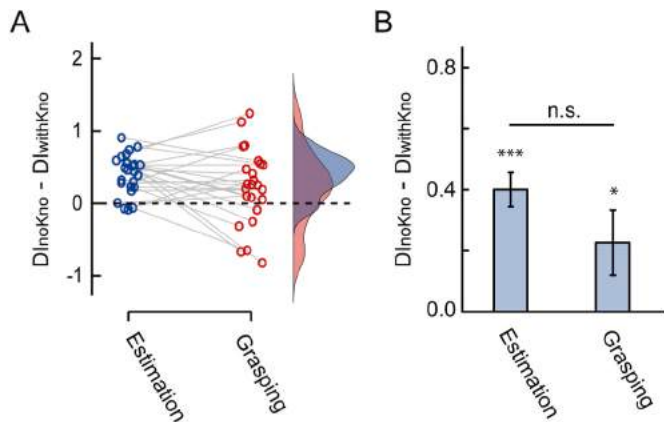 A
DInoKno - DIwithKno
2
1
0
-1
Estimation
Grasping
B
DInoKno - DIwithKno
0.8
0.4
0.0
n.s.
***
*
Estimation
Grasping